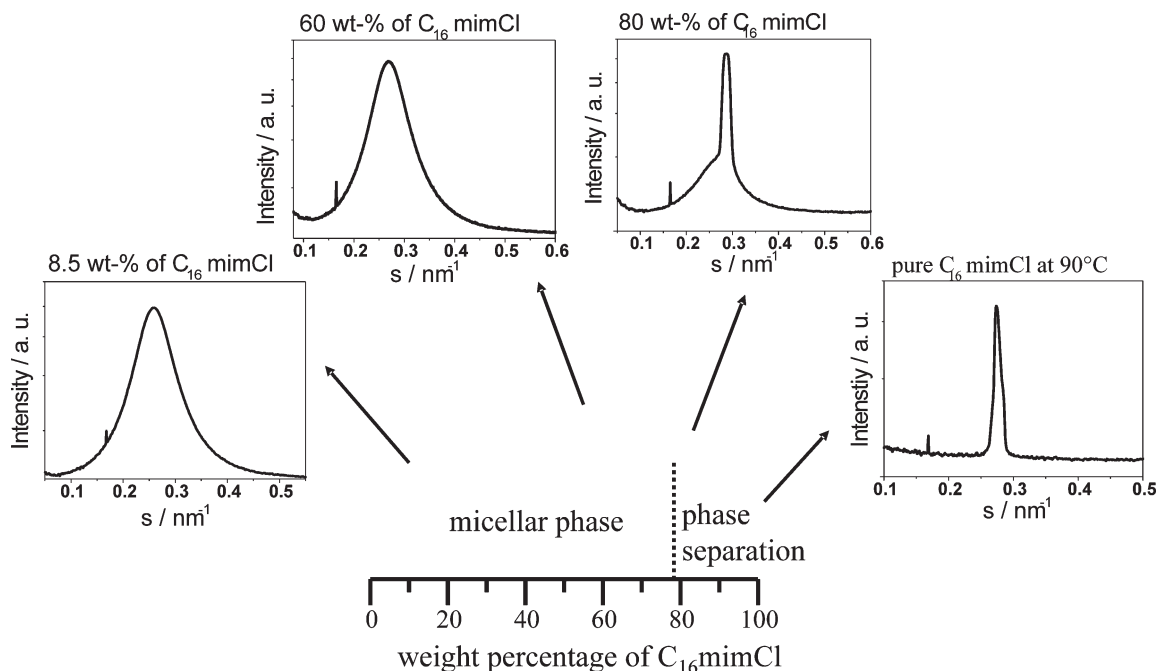 60 wt-% of C16 mimCl
Intensity / a. u.
0.1 0.2 0.3 0.4 0.5 0.6
s / nm-1
80 wt-% of C16 mimCl
Intensity / a. u.
0.1 0.2 0.3 0.4 0.5 0.6
s / nm-1
8.5 wt-% of C16 mimCl
Intensity / a. u.
0.1 0.2 0.3 0.4 0.5
s / nm-1
pure C16 mimCl at 90°C
Intenstiy / a. u.
0.1 0.2 0.3 0.4 0.5
s / nm-1
micellar phase
phase
separation
0 20 40 60 80 100
weight percentage of C16mimCl